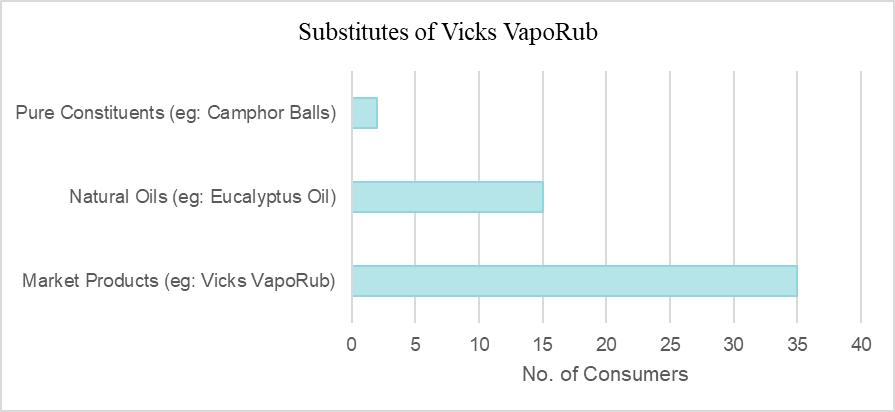 Substitutes of Vicks VapoRub
Pure Constituents (eg: Camphor Balls)
Natural Oils (eg: Eucalyptus Oil)
Market Products (eg: Vicks VapoRub)
0 5 10 15 20 25 30 35 40
No. of Consumers